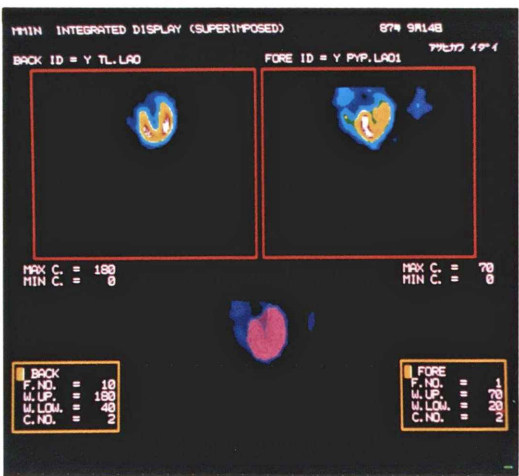 MMIN INTEGRATED DISPLAY (SUPERIMPOSED) 87年 9月14日
アサヒカワ イダイ
BACK ID = Y TL.LAO
FORE ID = Y PYP.LAO1
MAX C. = 180
MIN C. = 0
MAX C. = 70
MIN C. = 0
BACK
F.NO. = 10
W.UP. = 180
W.LOW. = 40
C.NO. = 2
FORE
F.NO. = 1
W.UP. = 70
W.LOW. = 20
C.NO. = 2